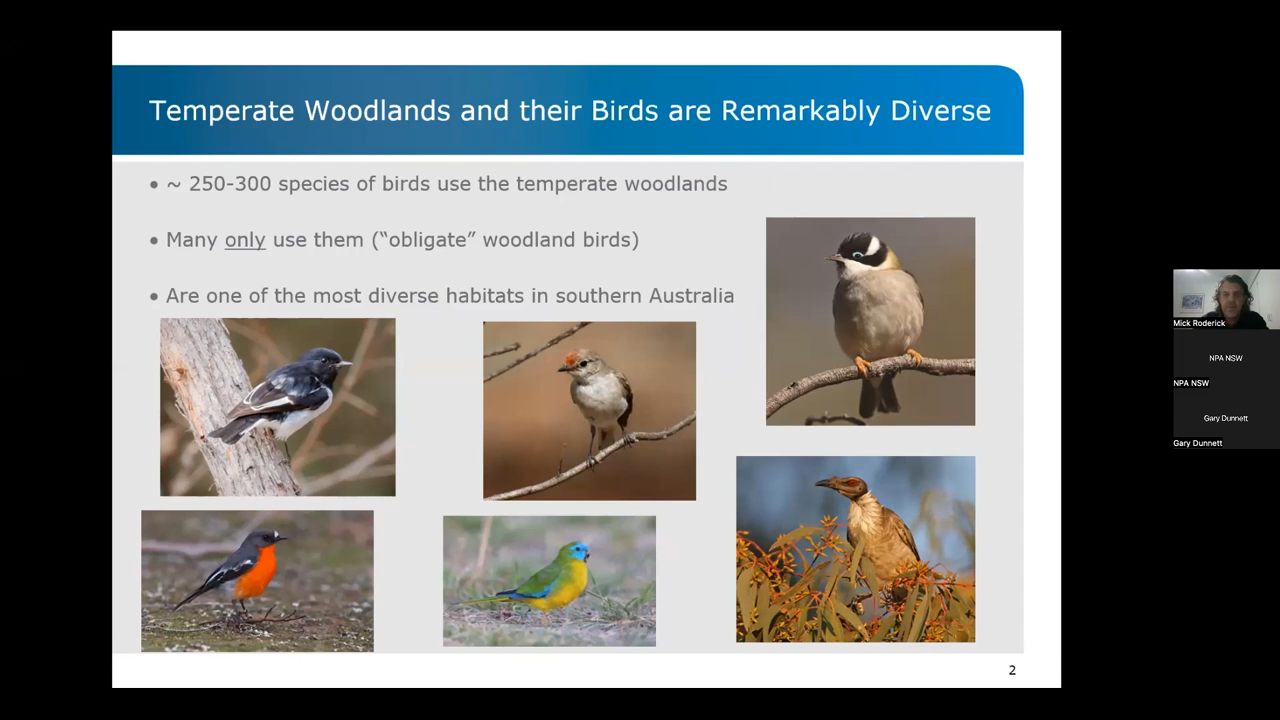 Temperate Woodlands and their Birds are Remarkably Diverse
• ~ 250-300 species of birds use the temperate woodlands
• Many only use them (“obligate” woodland birds)
• Are one of the most diverse habitats in southern Australia
2
Mick Roderick
NPA NSW
NPA NSW
Gary Dunnett
Gary Dunnett